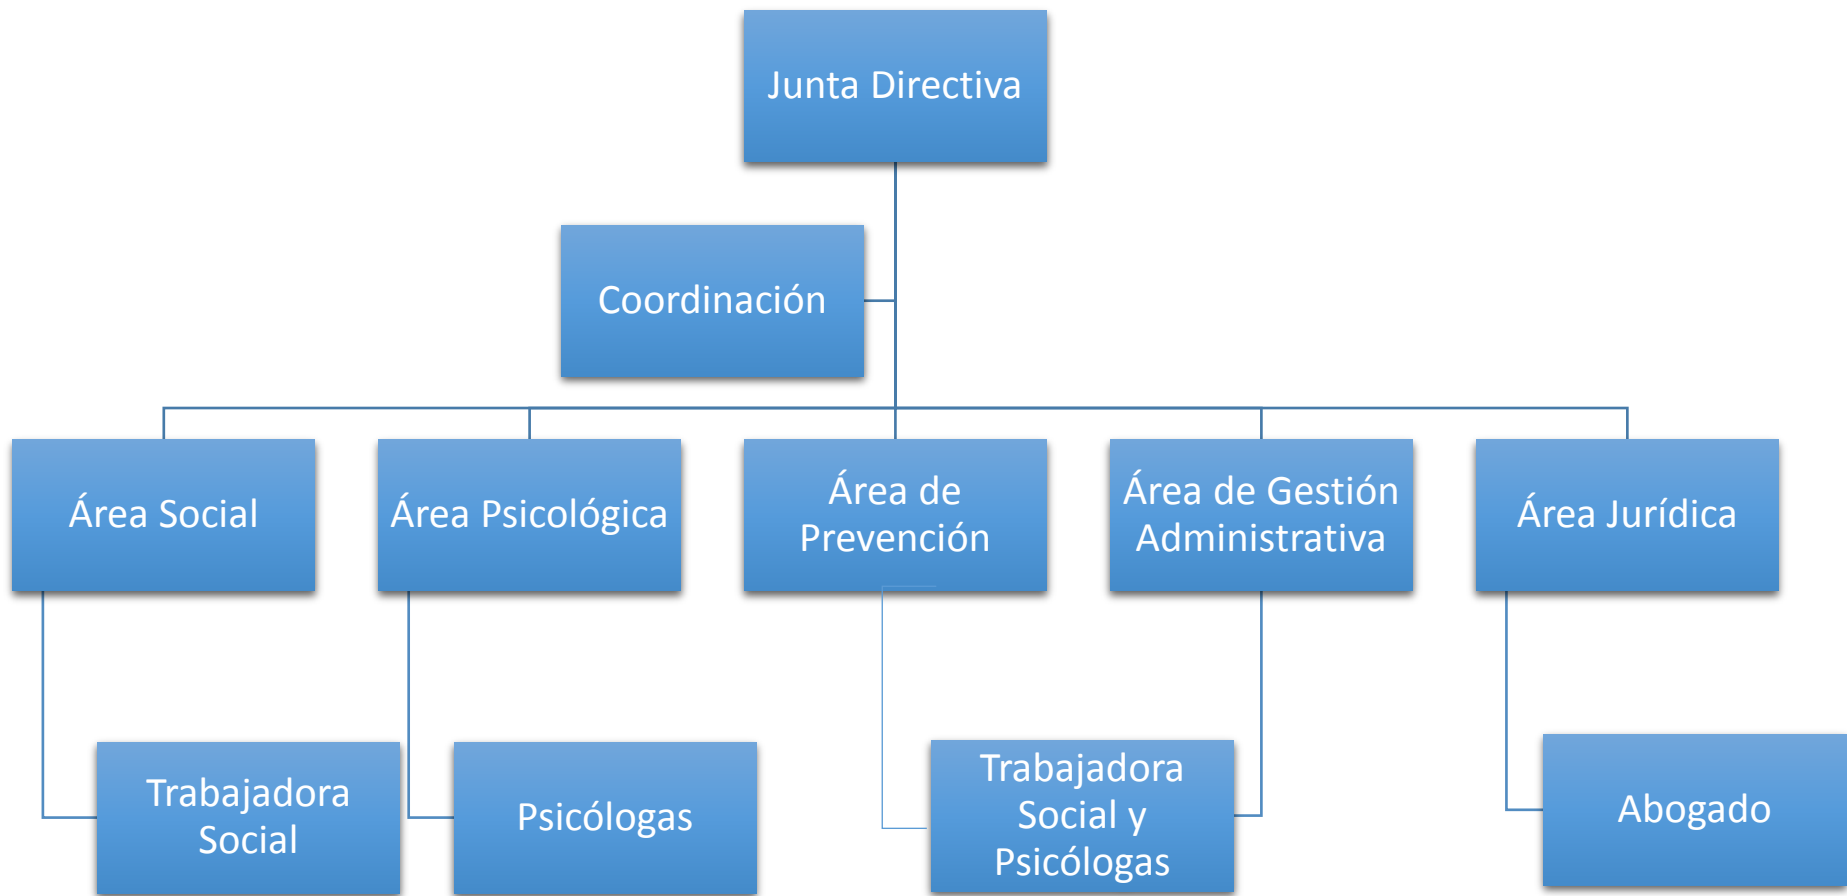 Junta Directiva
Coordinación
Área Social
Área Psicológica
Área de
Prevención
Área de Gestión
Administrativa
Área Jurídica
Trabajadora
Social
Psicólogas
Trabajadora
Social y
Psicólogas
Abogado